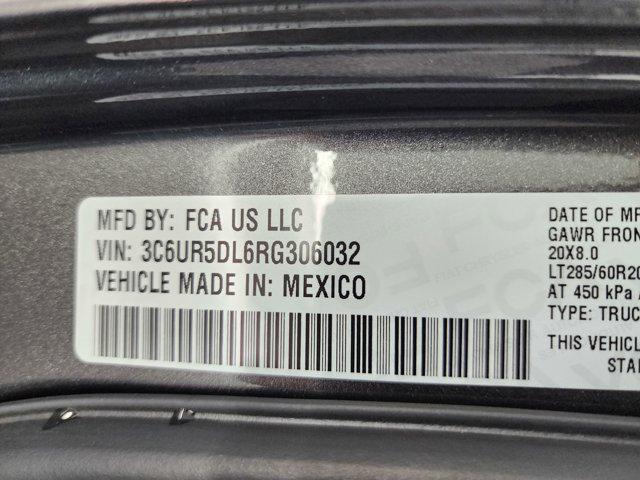 MFD BY: FCA US LLC
VIN: 3C6UR5DL6RG306032
VEHICLE MADE IN: MEXICO
DATE OF MF
GAWR FRON
20X8.0
LT285/60R20
AT 450 kPa
TYPE: TRUC
THIS VEHICL
STA